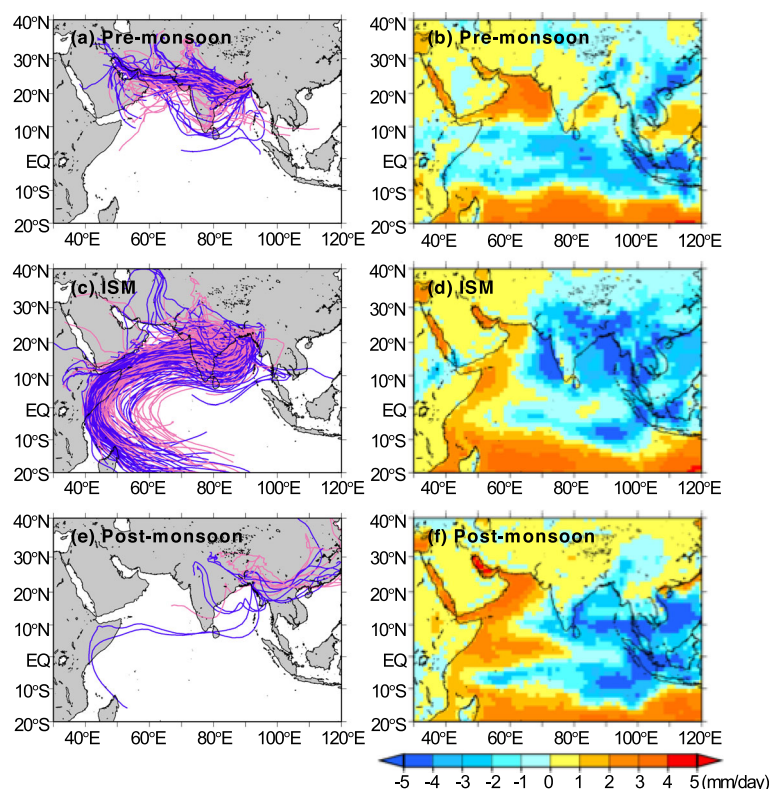 40°N (a) Pre-monsoon (b) Pre-monsoon
30°N 30°N
20°N 20°N
10°N 10°N
EQ EQ
10°S 10°S
20°S 20°S
40°E 60°E 80°E 100°E 120°E 40°E 60°E 80°E 100°E 120°E
40°N 40°N
(c) ISM (d) ISM
30°N 30°N
20°N 20°N
10°N 10°N
EQ EQ
10°S 10°S
20°S 20°S
40°E 60°E 80°E 100°E 120°E 40°E 60°E 80°E 100°E 120°E
40°N 40°N
(e) Post-monsoon (f) Post-monsoon
30°N 30°N
20°N 20°N
10°N 10°N
EQ EQ
10°S 10°S
20°S 20°S
40°E 60°E 80°E 100°E 120°E 40°E 60°E 80°E 100°E 120°E
-5 -4 -3 -2 -1 0 1 2 3 4 5 (mm/day)